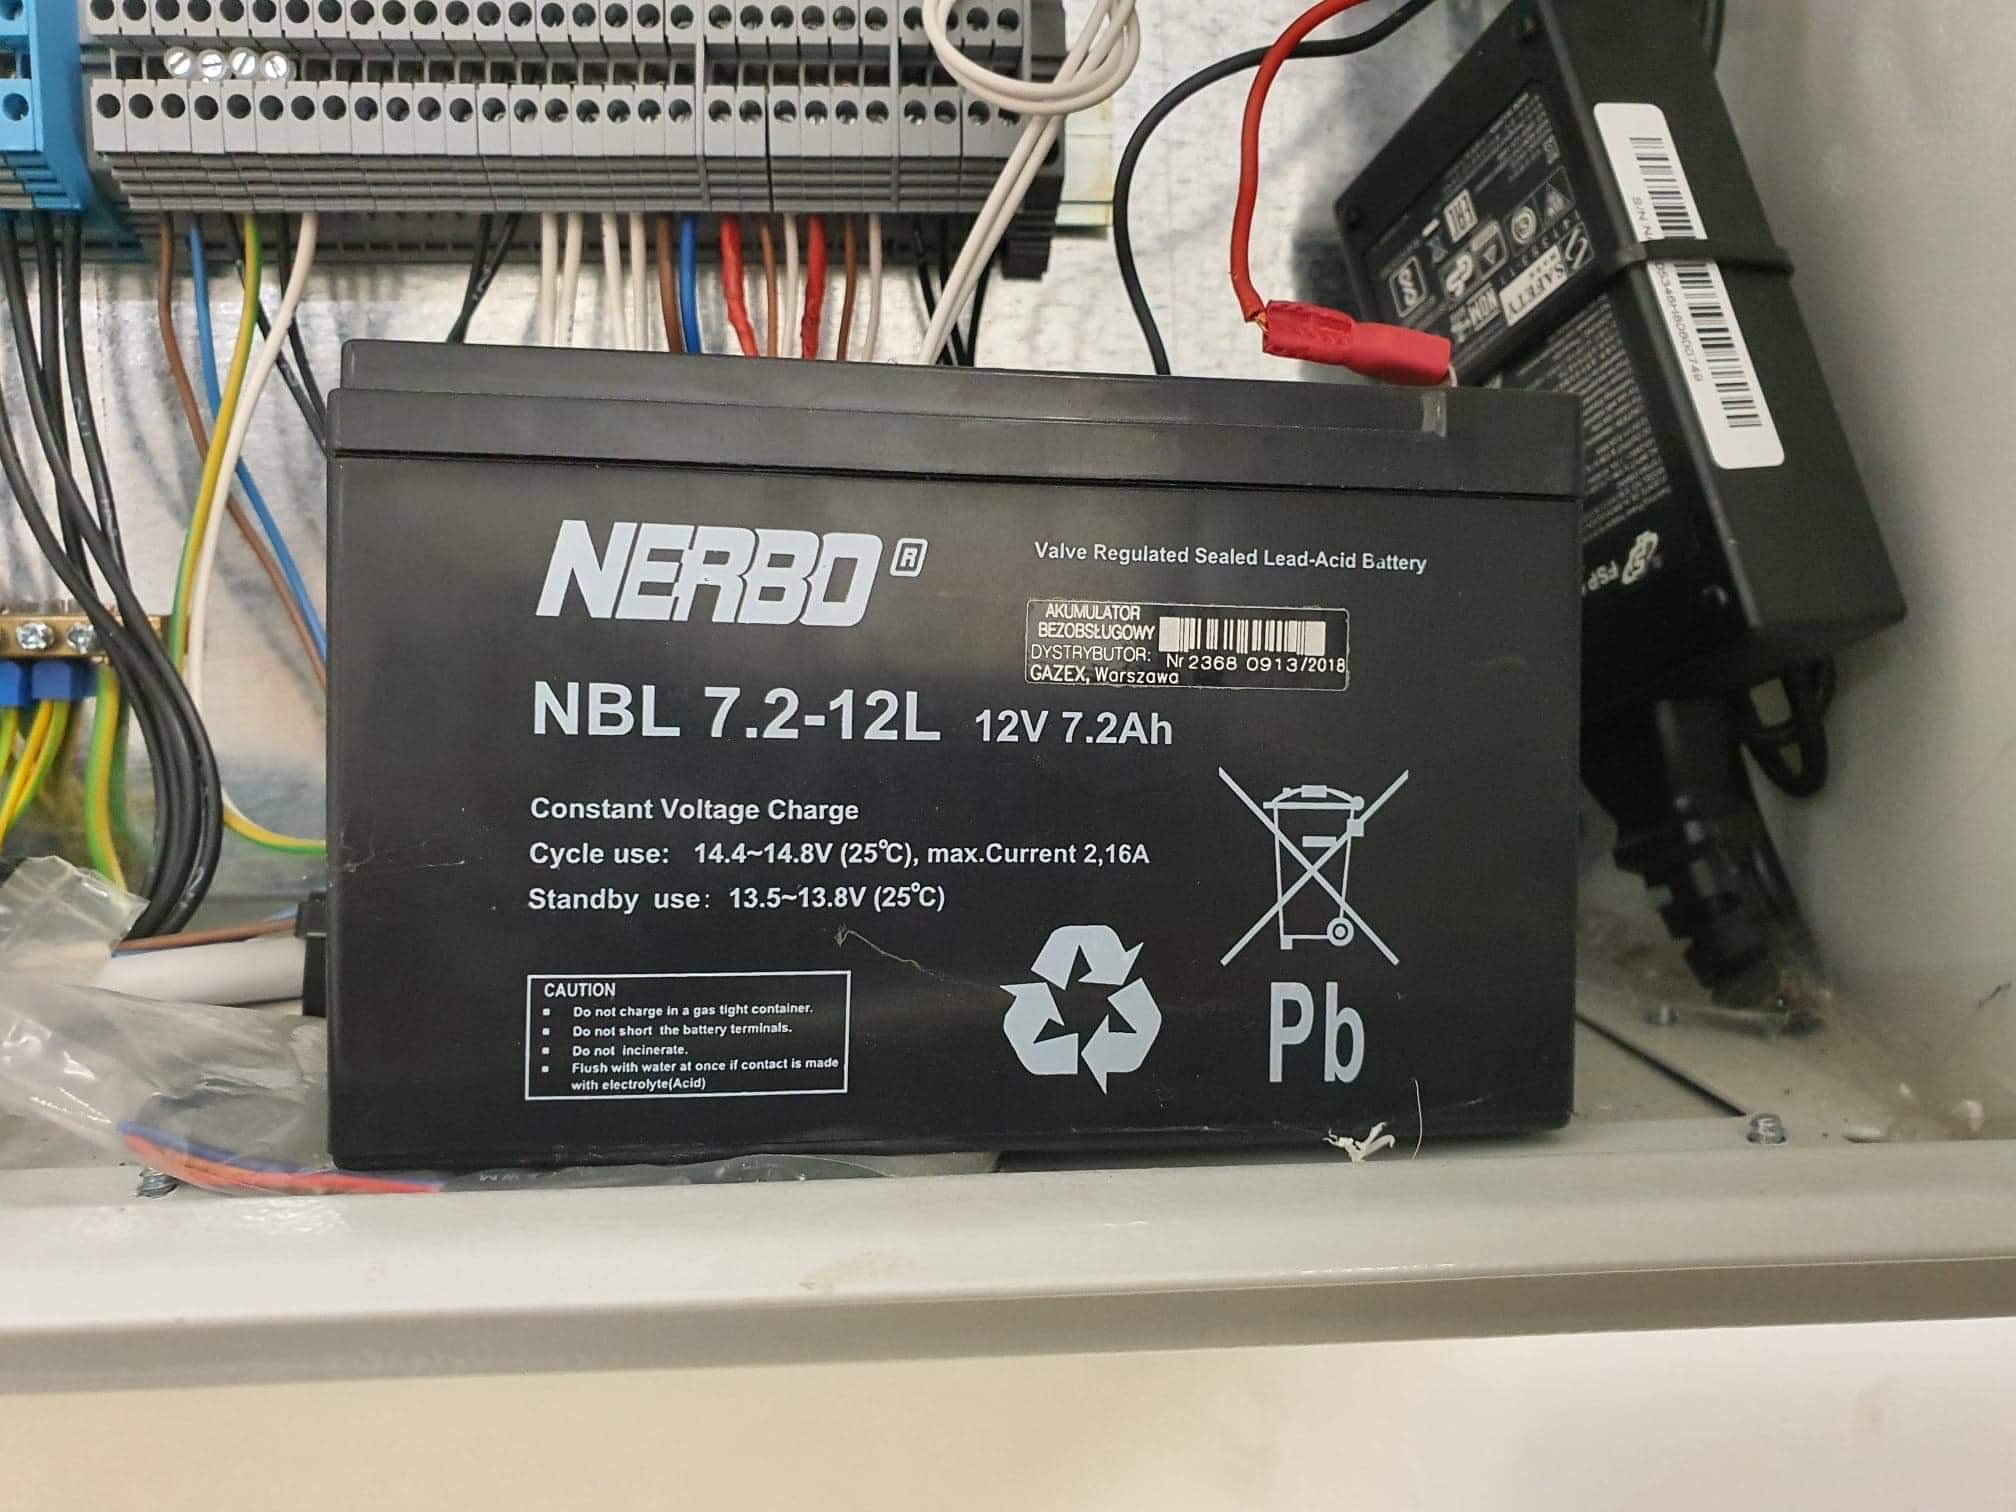 NERBO®
Valve Regulated Sealed Lead-Acid Battery
AKUMULATOR
BEZOBSŁUGOWY
DYSTRYBUTOR:
GAZEX, Warszawa
Nr 2368 0913/2018
NBL 7.2-12L 12V 7.2Ah
Constant Voltage Charge
Cycle use: 14.4~14.8V (25℃), max.Current 2,16A
Standby use: 13.5~13.8V (25℃)
CAUTION
Do not charge in a gas tight container.
Do not short the battery terminals.
Do not incinerate.
Flush with water at once if contact is made
with electrolyte(Acid)
Pb
SAFETY
NOM
EAC
FSP
S/N